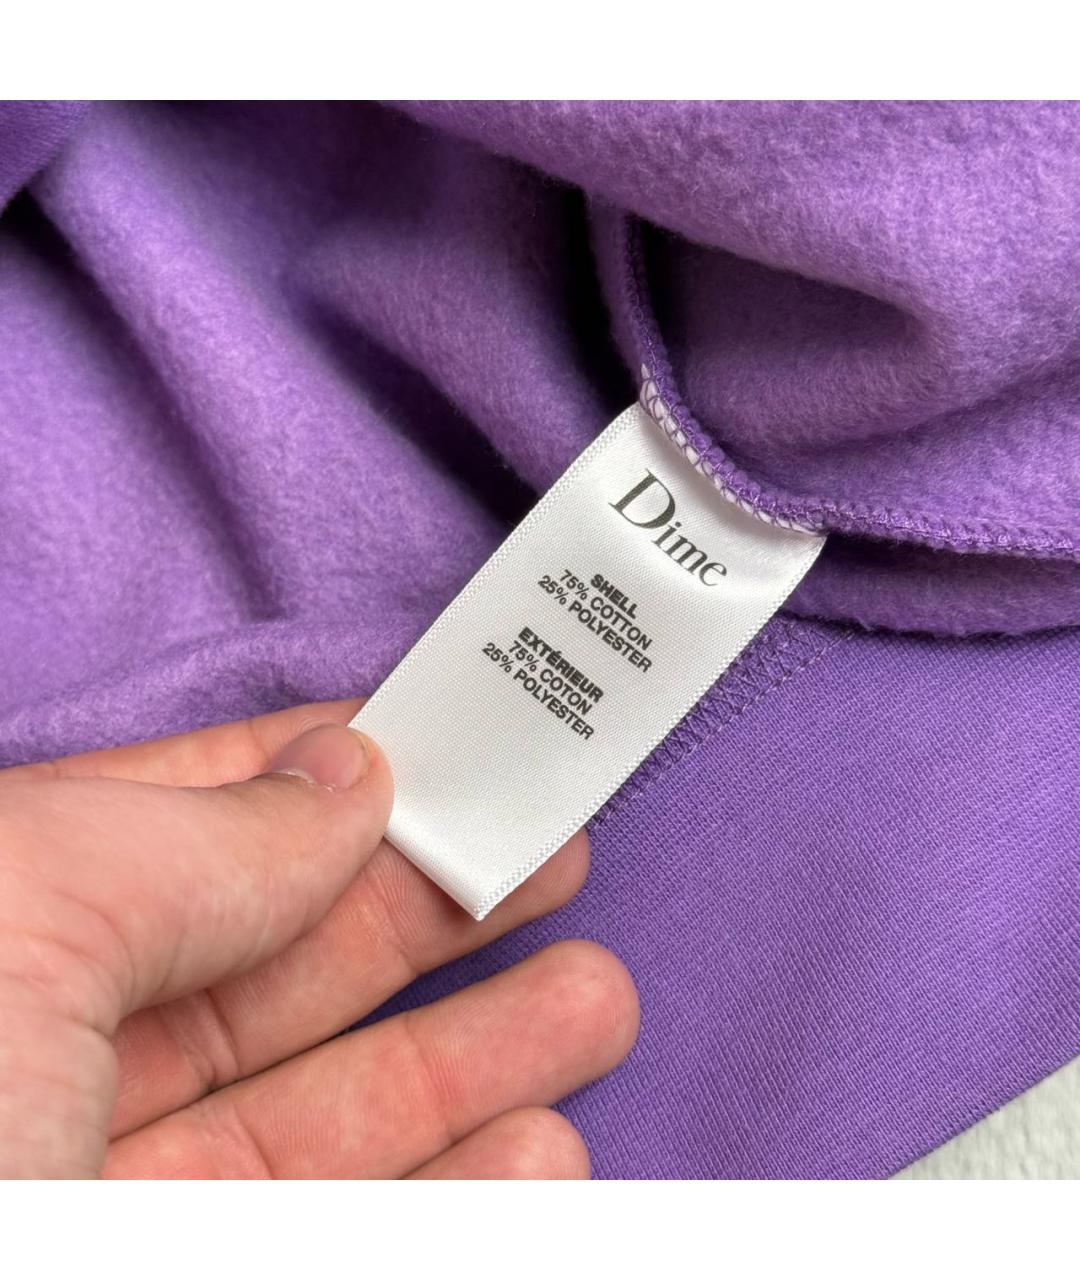 Dime
SHELL
75% COTTON
25% POLYESTER
EXTÉRIEUR
75% COTON
25% POLYESTER